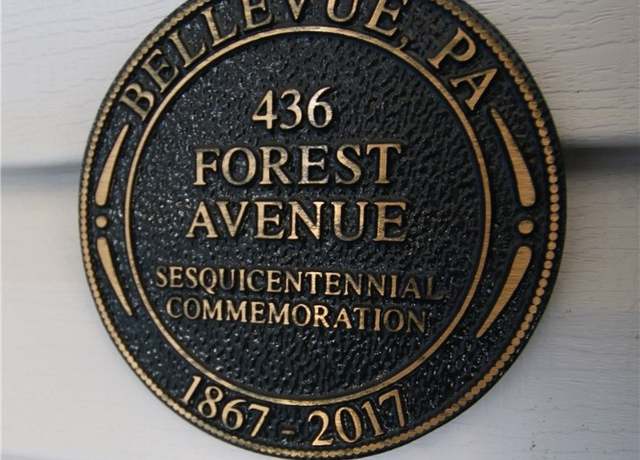 BELLEVUE, PA
436
FOREST
AVENUE
SESQUICENTENNIAL
COMMEMORATION
1867 - 2017